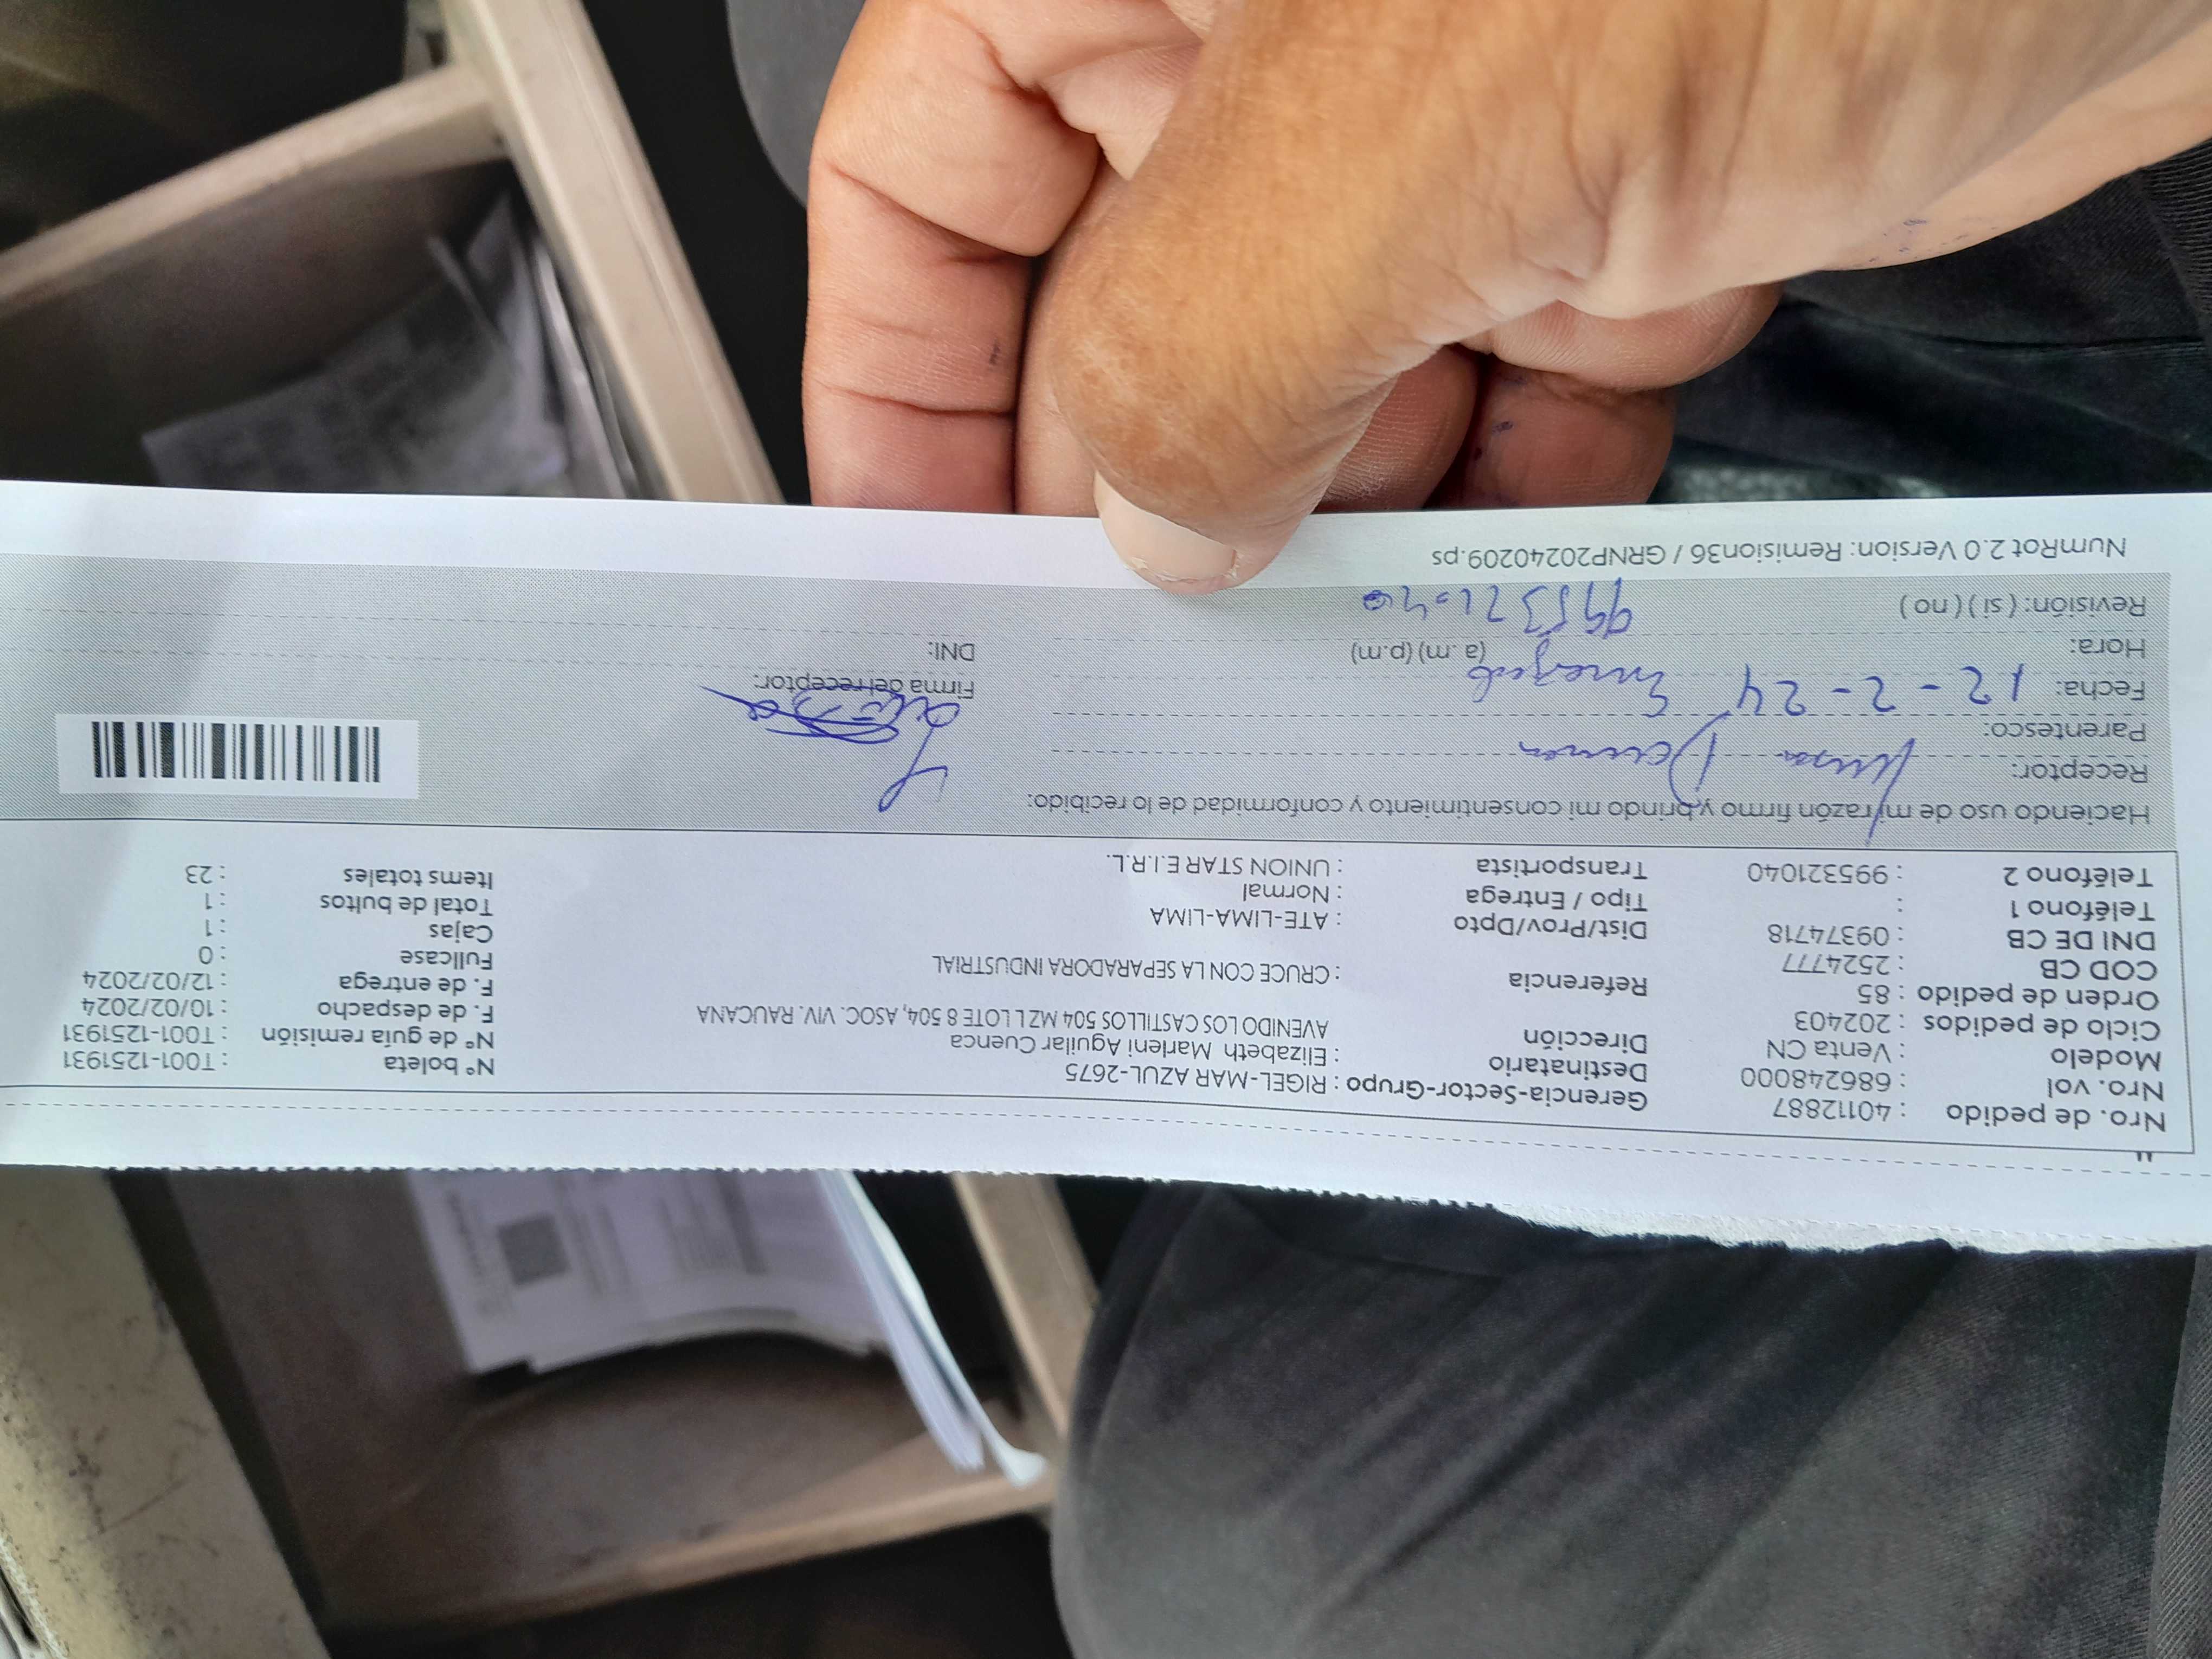 Nro. de pedido : 40112887
Nro. vol : 686248000
Modelo : Venta CN
Ciclo de pedidos : 202403
Orden de pedido : 85
COD CB : 2524777
DNI DE CB : 09374718
Teléfono 1 :
Teléfono 2 : 995321040
Gerencia-Sector-Grupo : RIGEL-MAR AZUL-2675
Destinatario : Elizabeth Marleni Aguilar Cuenca
Dirección AVENIDO LOS CASTILLOS 504 MZ L LOTE 8 504, ASOC. VIV. RAUCANA
Referencia : CRUCE CON LA SEPARADORA INDUSTRIAL
Dist/Prov/Dpto : ATE-LIMA-LIMA
Tipo / Entrega : Normal
Transportista : UNION STAR E.I.R.L.
N° boleta : T001-1251931
N° de guía remisión : T001-1251931
F. de despacho : 10/02/2024
F. de entrega : 12/02/2024
Fullcase : 0
Cajas : 1
Total de bultos : 1
Items totales : 23
Haciendo uso de mi razón firmo y brindo mi consentimiento y conformidad de lo recibido:
Receptor:
Parentesco:
Fecha: 12-2-24
Hora: (a.m) (p.m)
Revisión: ( si ) ( no )
Firma del receptor:
DNI:
NumRot 2.0 Version: Remision36 / GRNP20240209.ps